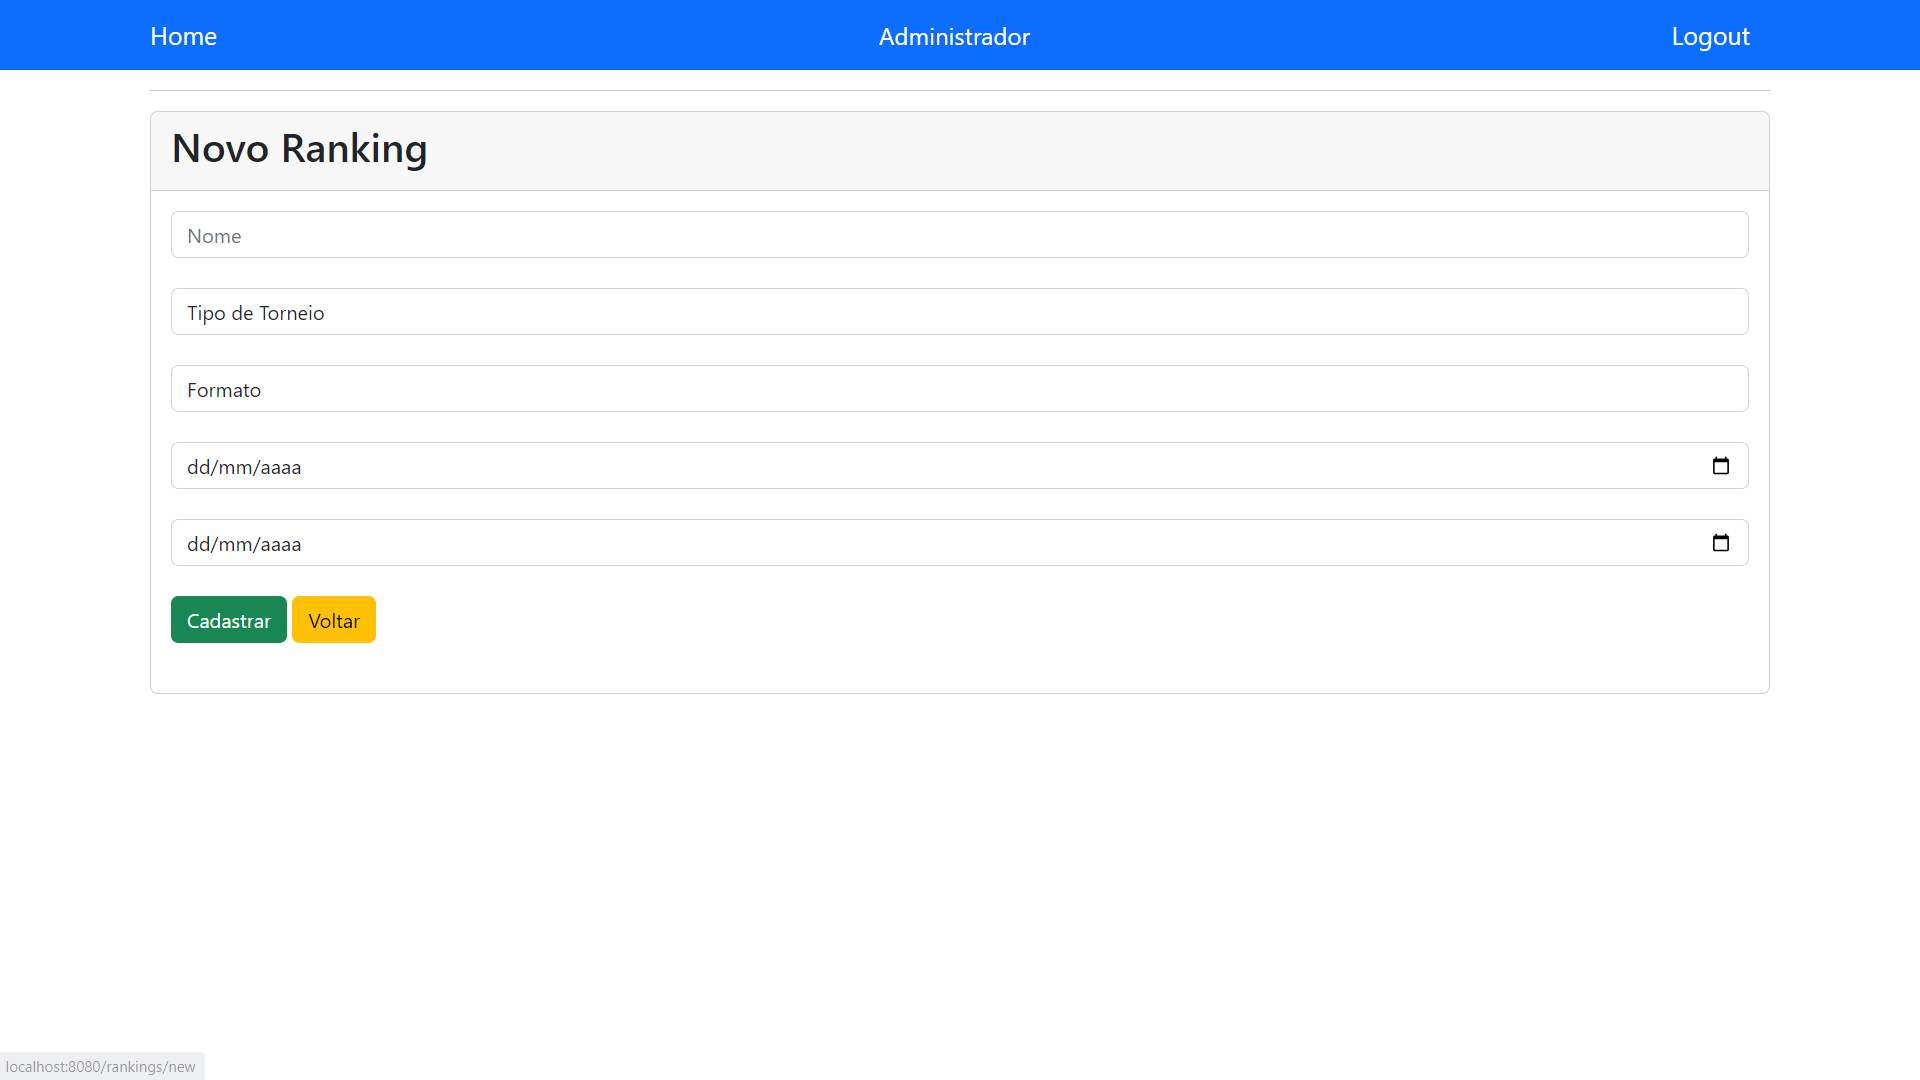 Home Administrador Logout
Novo Ranking
Nome
Tipo de Torneio
Formato
dd/mm/aaaa
dd/mm/aaaa
Cadastrar Voltar
localhost:8080/rankings/new